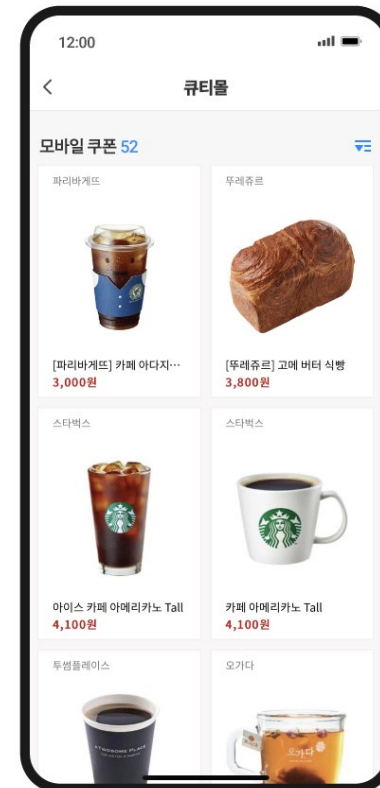 12:00
큐티몰
모바일 쿠폰 52
파리바게뜨
뚜레쥬르
[파리바게뜨] 카페 아다지···
3,000원
[뚜레쥬르] 고메 버터 식빵
3,800원
스타벅스
스타벅스
아이스 카페 아메리카노 Tall
4,100원
카페 아메리카노 Tall
4,100원
투썸플레이스
오가다
A TWOSOME PLACE
오가다